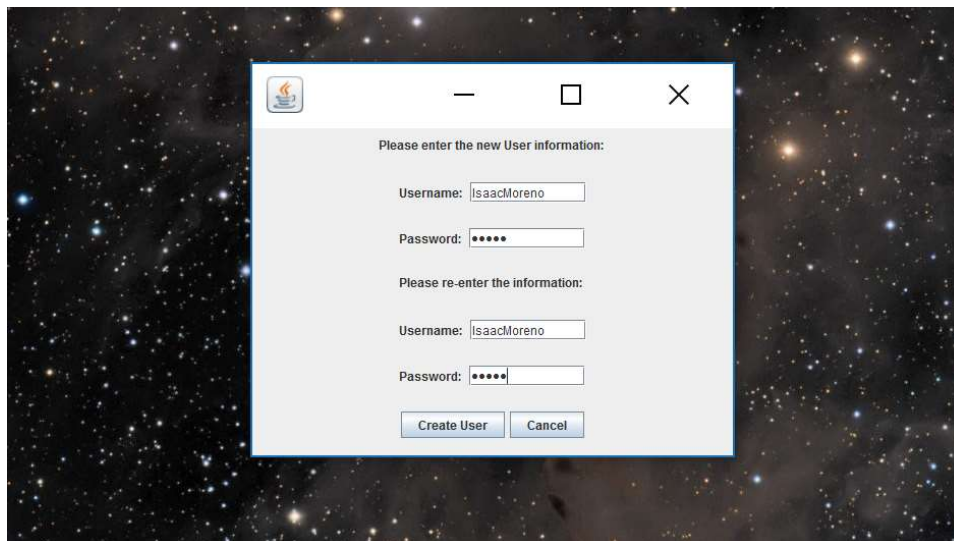 Please enter the new User information:
Username: IsaacMoreno
Password: •••••
Please re-enter the information:
Username: IsaacMoreno
Password: •••••
Create User Cancel